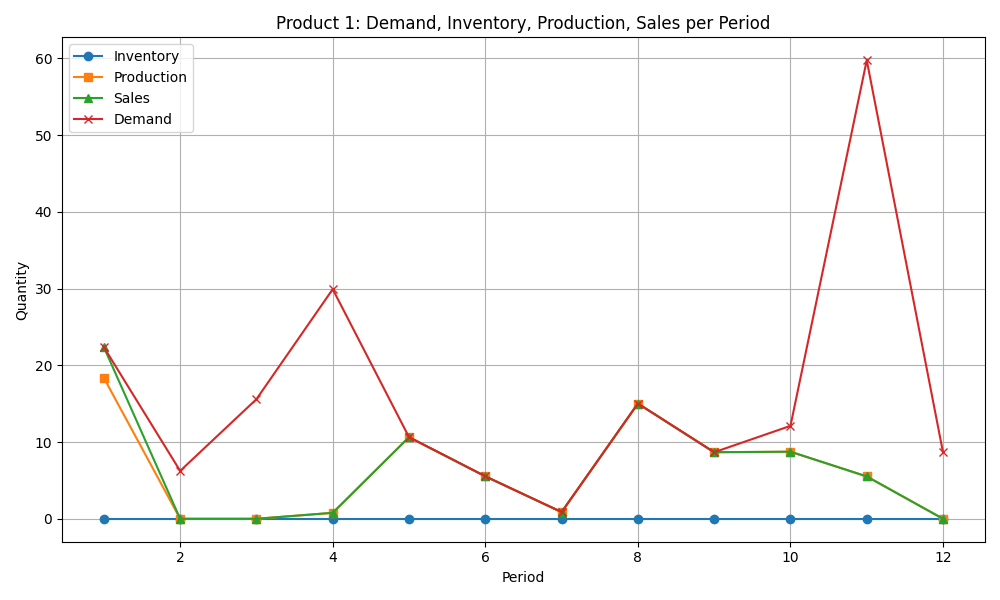 Product 1: Demand, Inventory, Production, Sales per Period
Inventory
Production
Sales
Demand
60
50
40
30
20
10
0
Quantity
2 4 6 8 10 12
Period